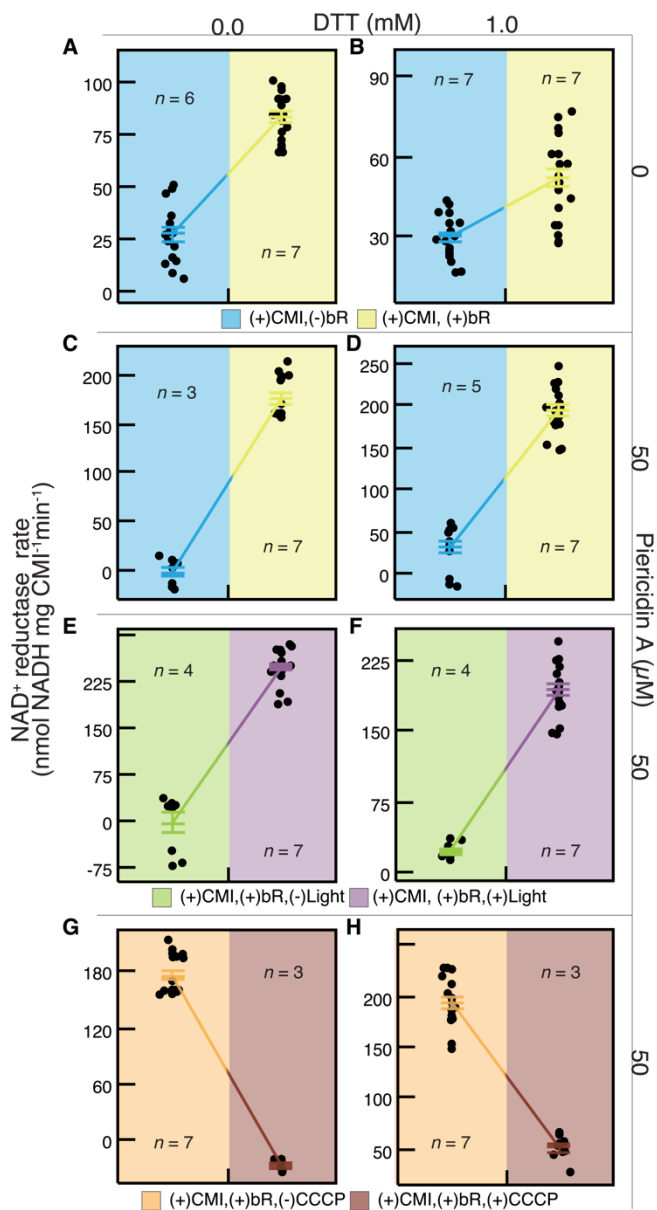 DTT (mM)
0.0 1.0
A B
100
75
50
25
0
n = 6
n = 7
90
60
30
n = 7 n = 7
0
(+)CMI,(-)bR (+)CMI, (+)bR
C D
200
150
100
50
0
n = 3
n = 7
250
200
150
100
50
0
n = 5
n = 7
50
NAD+ reductase rate
(nmol NADH mg CMI-1min-1)
Piericidin A (µM)
E F
225
150
75
0
-75
n = 4
n = 7
225
150
75
0
n = 4
n = 7
50
(+)CMI,(+)bR,(-)Light (+)CMI, (+)bR,(+)Light
G H
180
120
60
0
n = 3
n = 7
200
150
100
50
n = 3
n = 7
50
(+)CMI,(+)bR,(-)CCCP (+)CMI,(+)bR,(+)CCCP